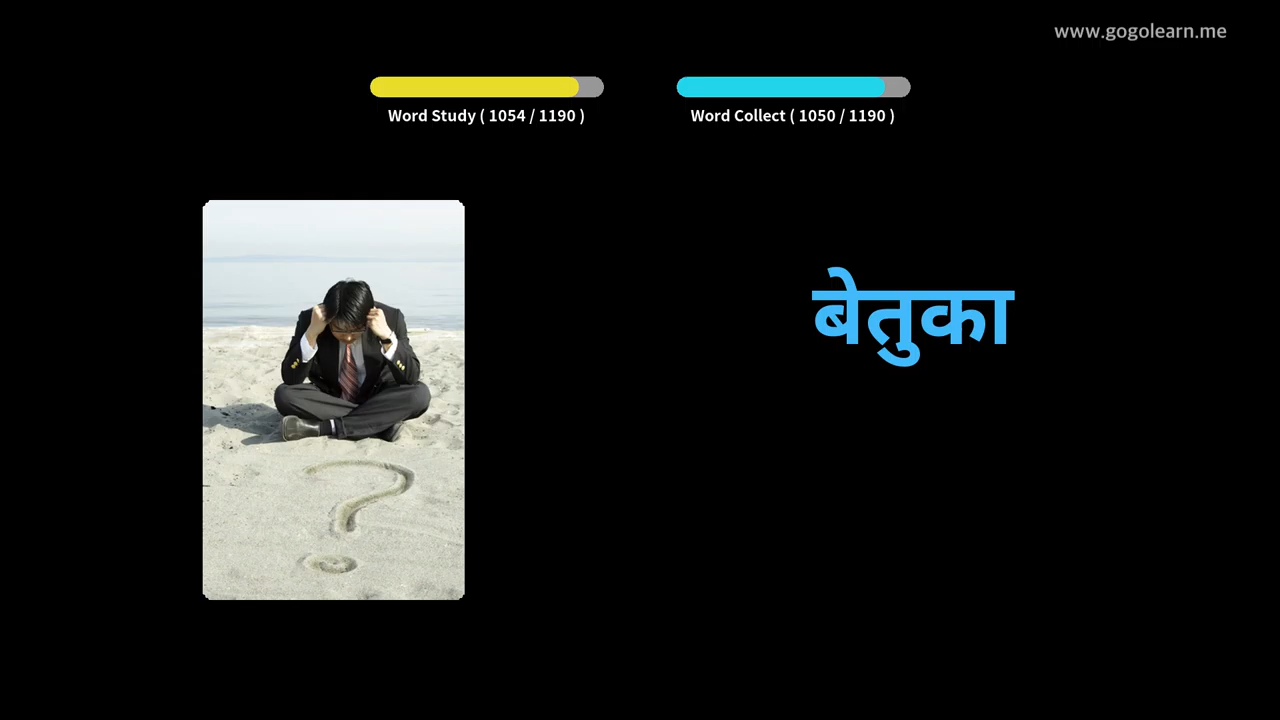 www.gogolearn.me
Word Study ( 1054 / 1190 )
Word Collect ( 1050 / 1190 )
बेतुका
?